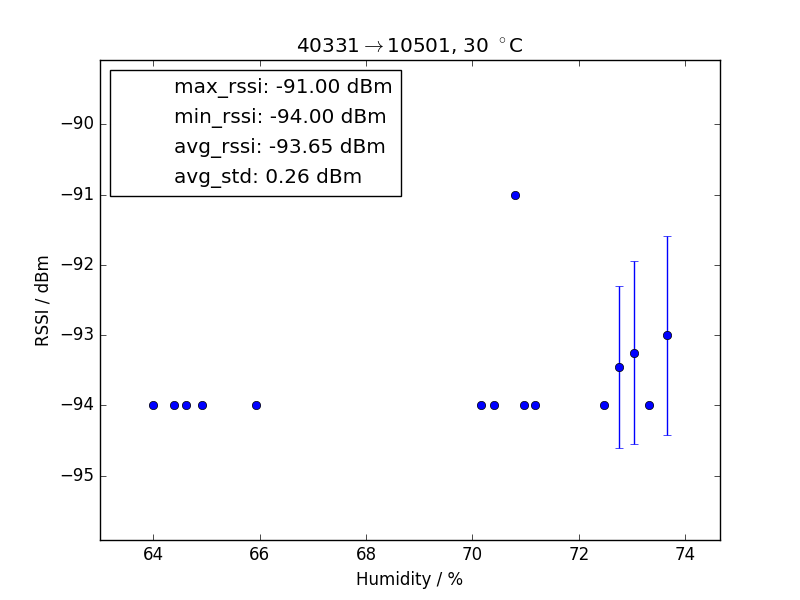 40331→10501, 30 °C
max_rssi: -91.00 dBm
min_rssi: -94.00 dBm
avg_rssi: -93.65 dBm
avg_std: 0.26 dBm
−90
−91
−92
−93
−94
−95
RSSI / dBm
64 66 68 70 72 74
Humidity / %